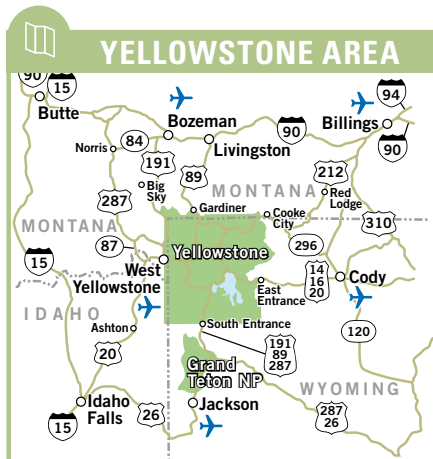 YELLOWSTONE AREA
90
15
Butte
Bozeman
94
Billings
90
84
Norris
Livingston
90
191
89
212
Big
Sky
MONTANA
Red
Lodge
287
Gardiner
Cooke
City
310
MONTANA
87
296
15
West
Yellowstone
Yellowstone
14
16
20
Cody
East
Entrance
IDAHO
Ashton
South Entrance
120
20
191
89
287
Grand
Teton NP
WYOMING
Idaho
Falls
26
Jackson
287
26
15